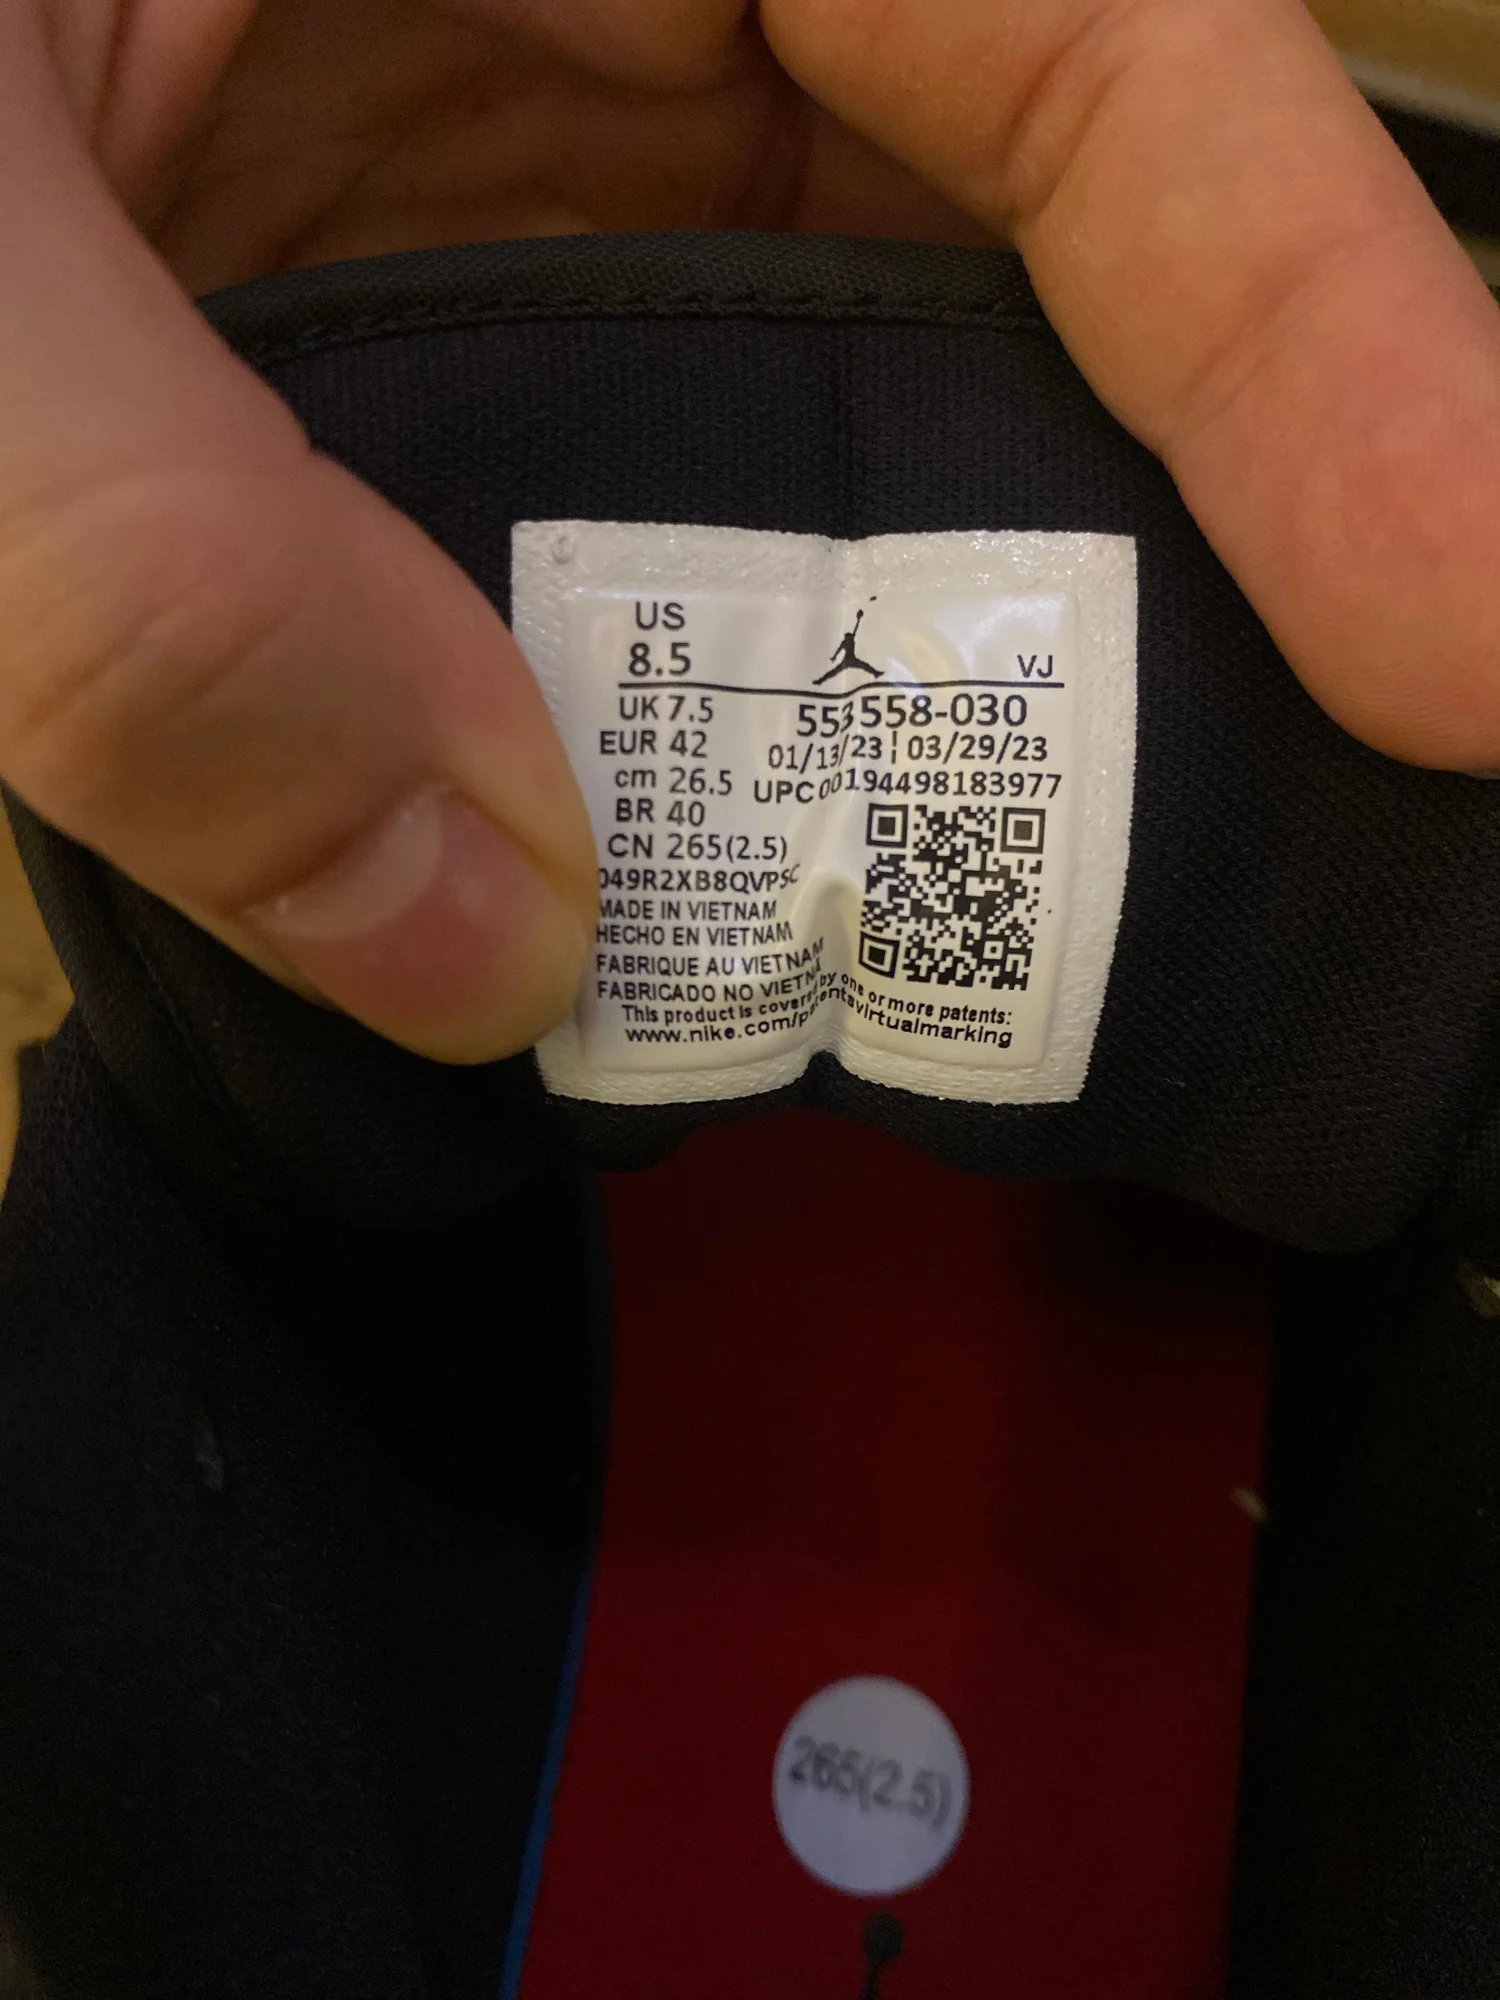 US
8.5
VJ
UK 7.5
553558-030
EUR 42
01/13/23 | 03/29/23
cm 26.5
UPC 00194498183977
BR 40
CN 265(2.5)
049R2XB8QVPSC
MADE IN VIETNAM
HECHO EN VIETNAM
FABRIQUE AU VIETNAM
FABRICADO NO VIETNA
This product is covered by one or more patents:
www.nike.com/patentsvirtualmarking
265(2.5)